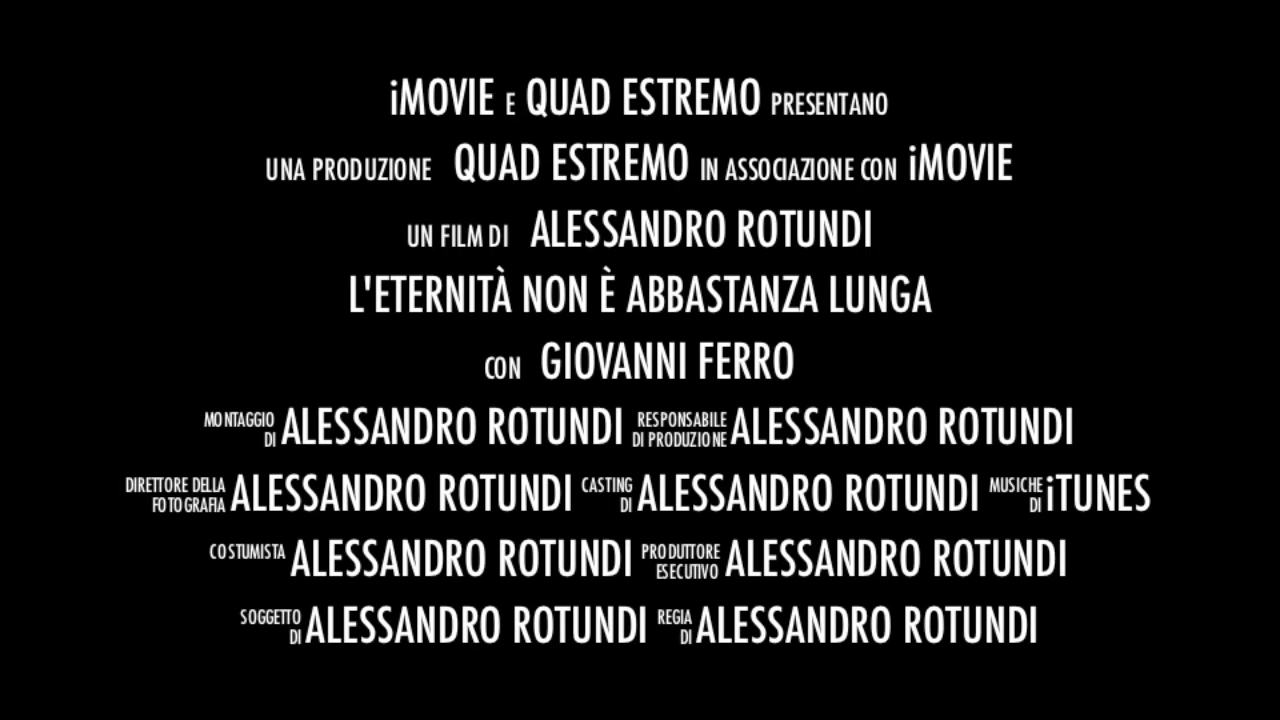 iMOVIE E QUAD ESTREMO PRESENTANO
UNA PRODUZIONE QUAD ESTREMO IN ASSOCIAZIONE CON iMOVIE
UN FILM DI ALESSANDRO ROTUNDI
L'ETERNITÀ NON È ABBASTANZA LUNGA
CON GIOVANNI FERRO
MONTAGGIO DI ALESSANDRO ROTUNDI RESPONSABILE DI PRODUZIONE ALESSANDRO ROTUNDI
DIRETTORE DELLA FOTOGRAFIA ALESSANDRO ROTUNDI CASTING DI ALESSANDRO ROTUNDI MUSICHE DI iTUNES
COSTUMISTA ALESSANDRO ROTUNDI PRODUTTORE ESECUTIVO ALESSANDRO ROTUNDI
SOGGETTO DI ALESSANDRO ROTUNDI REGIA DI ALESSANDRO ROTUNDI